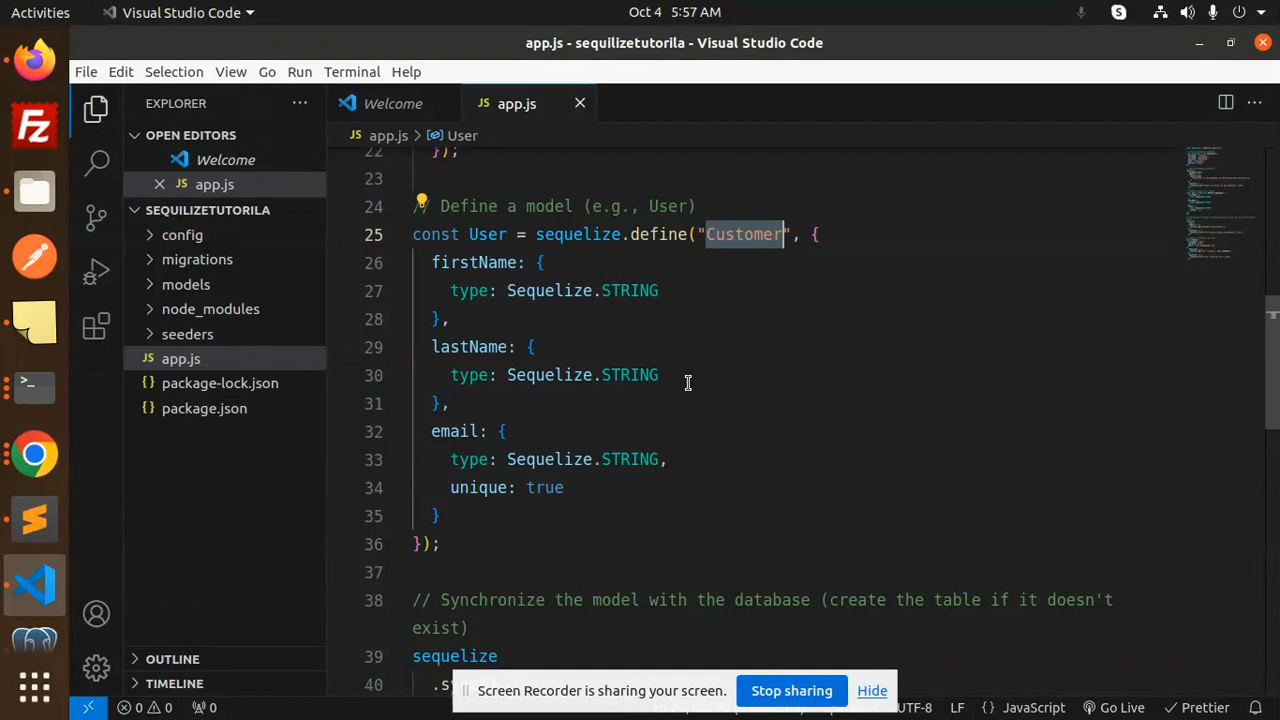 Activities
Visual Studio Code
Oct 4 5:57 AM
app.js - sequilizetutorila - Visual Studio Code
File Edit Selection View Go Run Terminal Help
EXPLORER
OPEN EDITORS
Welcome
JS app.js
SEQUILIZETUTORILA
config
migrations
models
node_modules
seeders
JS app.js
package-lock.json
package.json
OUTLINE
TIMELINE
Welcome
JS app.js
JS app.js > User
22 });
23
24 // Define a model (e.g., User)
25 const User = sequelize.define("Customer", {
26 firstName: {
27 type: Sequelize.STRING
28 },
29 lastName: {
30 type: Sequelize.STRING
31 },
32 email: {
33 type: Sequelize.STRING,
34 unique: true
35 }
36 });
37
38 // Synchronize the model with the database (create the table if it doesn't
exist)
39 sequelize
40
Screen Recorder is sharing your screen.
Stop sharing
Hide
0 0 0
UTF-8 LF JavaScript Go Live Prettier